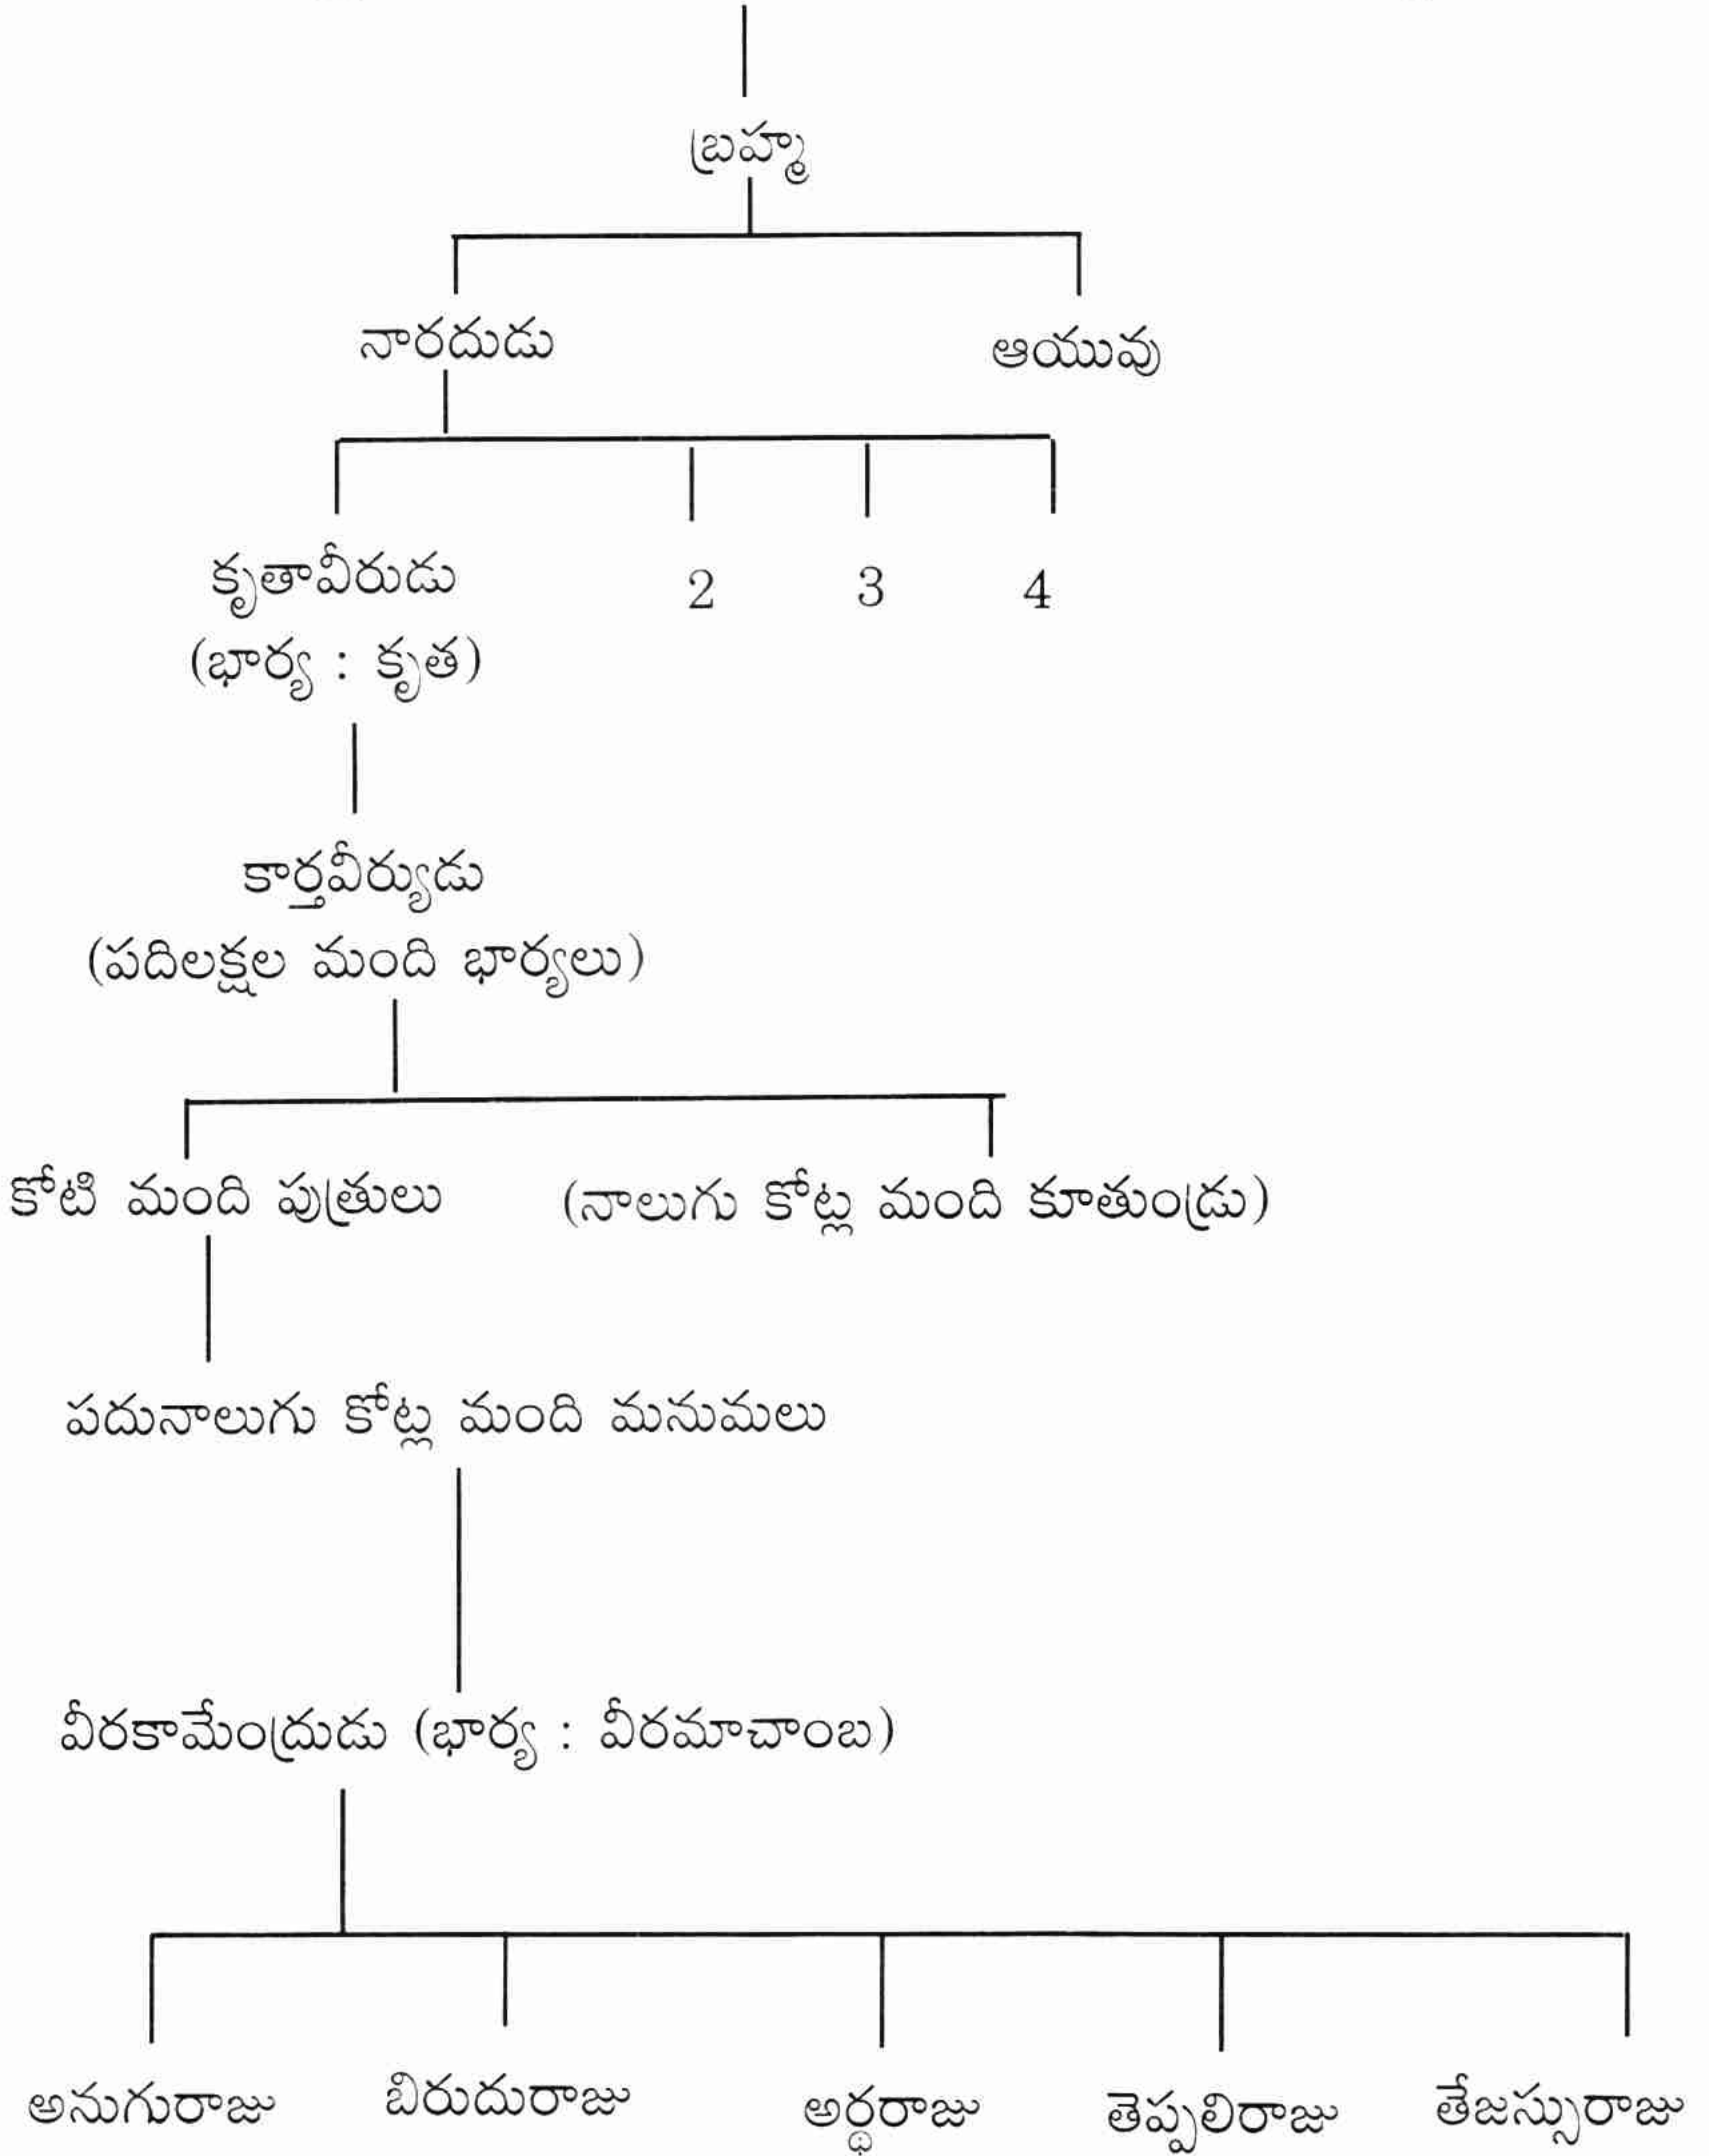 బ్రహ్మ
నారదుడు ఆయువు
కృతావీరుడు 2 3 4
(భార్య : కృత)
కార్తవీర్యుడు
(పదిలక్షల మంది భార్యలు)
కోటి మంది పుత్రులు (నాలుగు కోట్ల మంది కూతుండ్రు)
పదునాలుగు కోట్ల మంది మనుమలు
వీరకామేంద్రుడు (భార్య : వీరమాచాంబ)
అనుగురాజు బిరుదురాజు అర్ధరాజు తెప్పలిరాజు తేజస్సురాజు